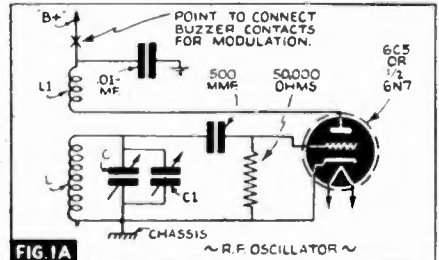 B+
POINT TO CONNECT
BUZZER CONTACTS
FOR MODULATION.
6C5
OR
1/2
6N7
L1
.01-
MF.
500
MMF.
50,000
OHMS
L
C
C1
CHASSIS
FIG.1A
~R.F. OSCILLATOR~